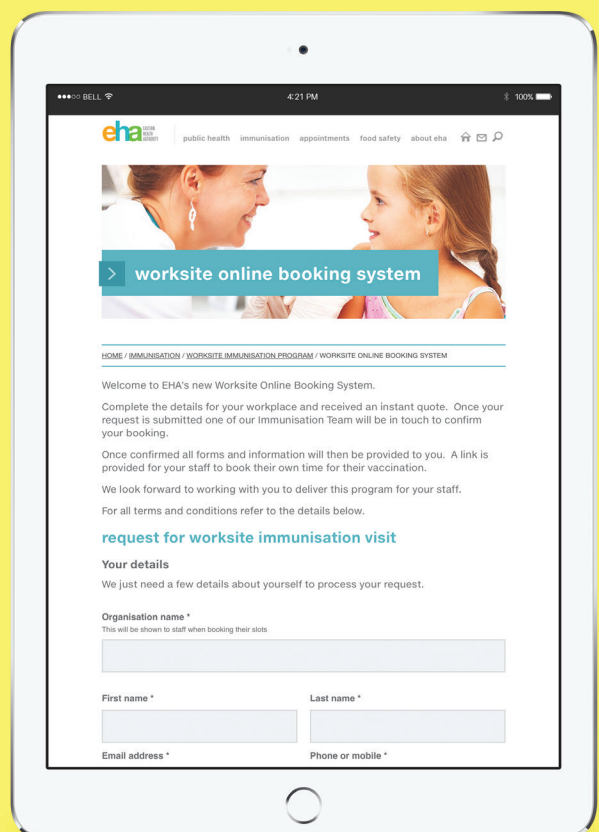 BELL
4:21 PM
100%
eha EASTERN HEALTH AUTHORITY
public health immunisation appointments food safety about eha
worksite online booking system
HOME / IMMUNISATION / WORKSITE IMMUNISATION PROGRAM / WORKSITE ONLINE BOOKING SYSTEM
Welcome to EHA's new Worksite Online Booking System.
Complete the details for your workplace and received an instant quote. Once your
request is submitted one of our Immunisation Team will be in touch to confirm
your booking.
Once confirmed all forms and information will then be provided to you. A link is
provided for your staff to book their own time for their vaccination.
We look forward to working with you to deliver this program for your staff.
For all terms and conditions refer to the details below.
request for worksite immunisation visit
Your details
We just need a few details about yourself to process your request.
Organisation name *
This will be shown to staff when booking their slots
First name * Last name *
Email address * Phone or mobile *